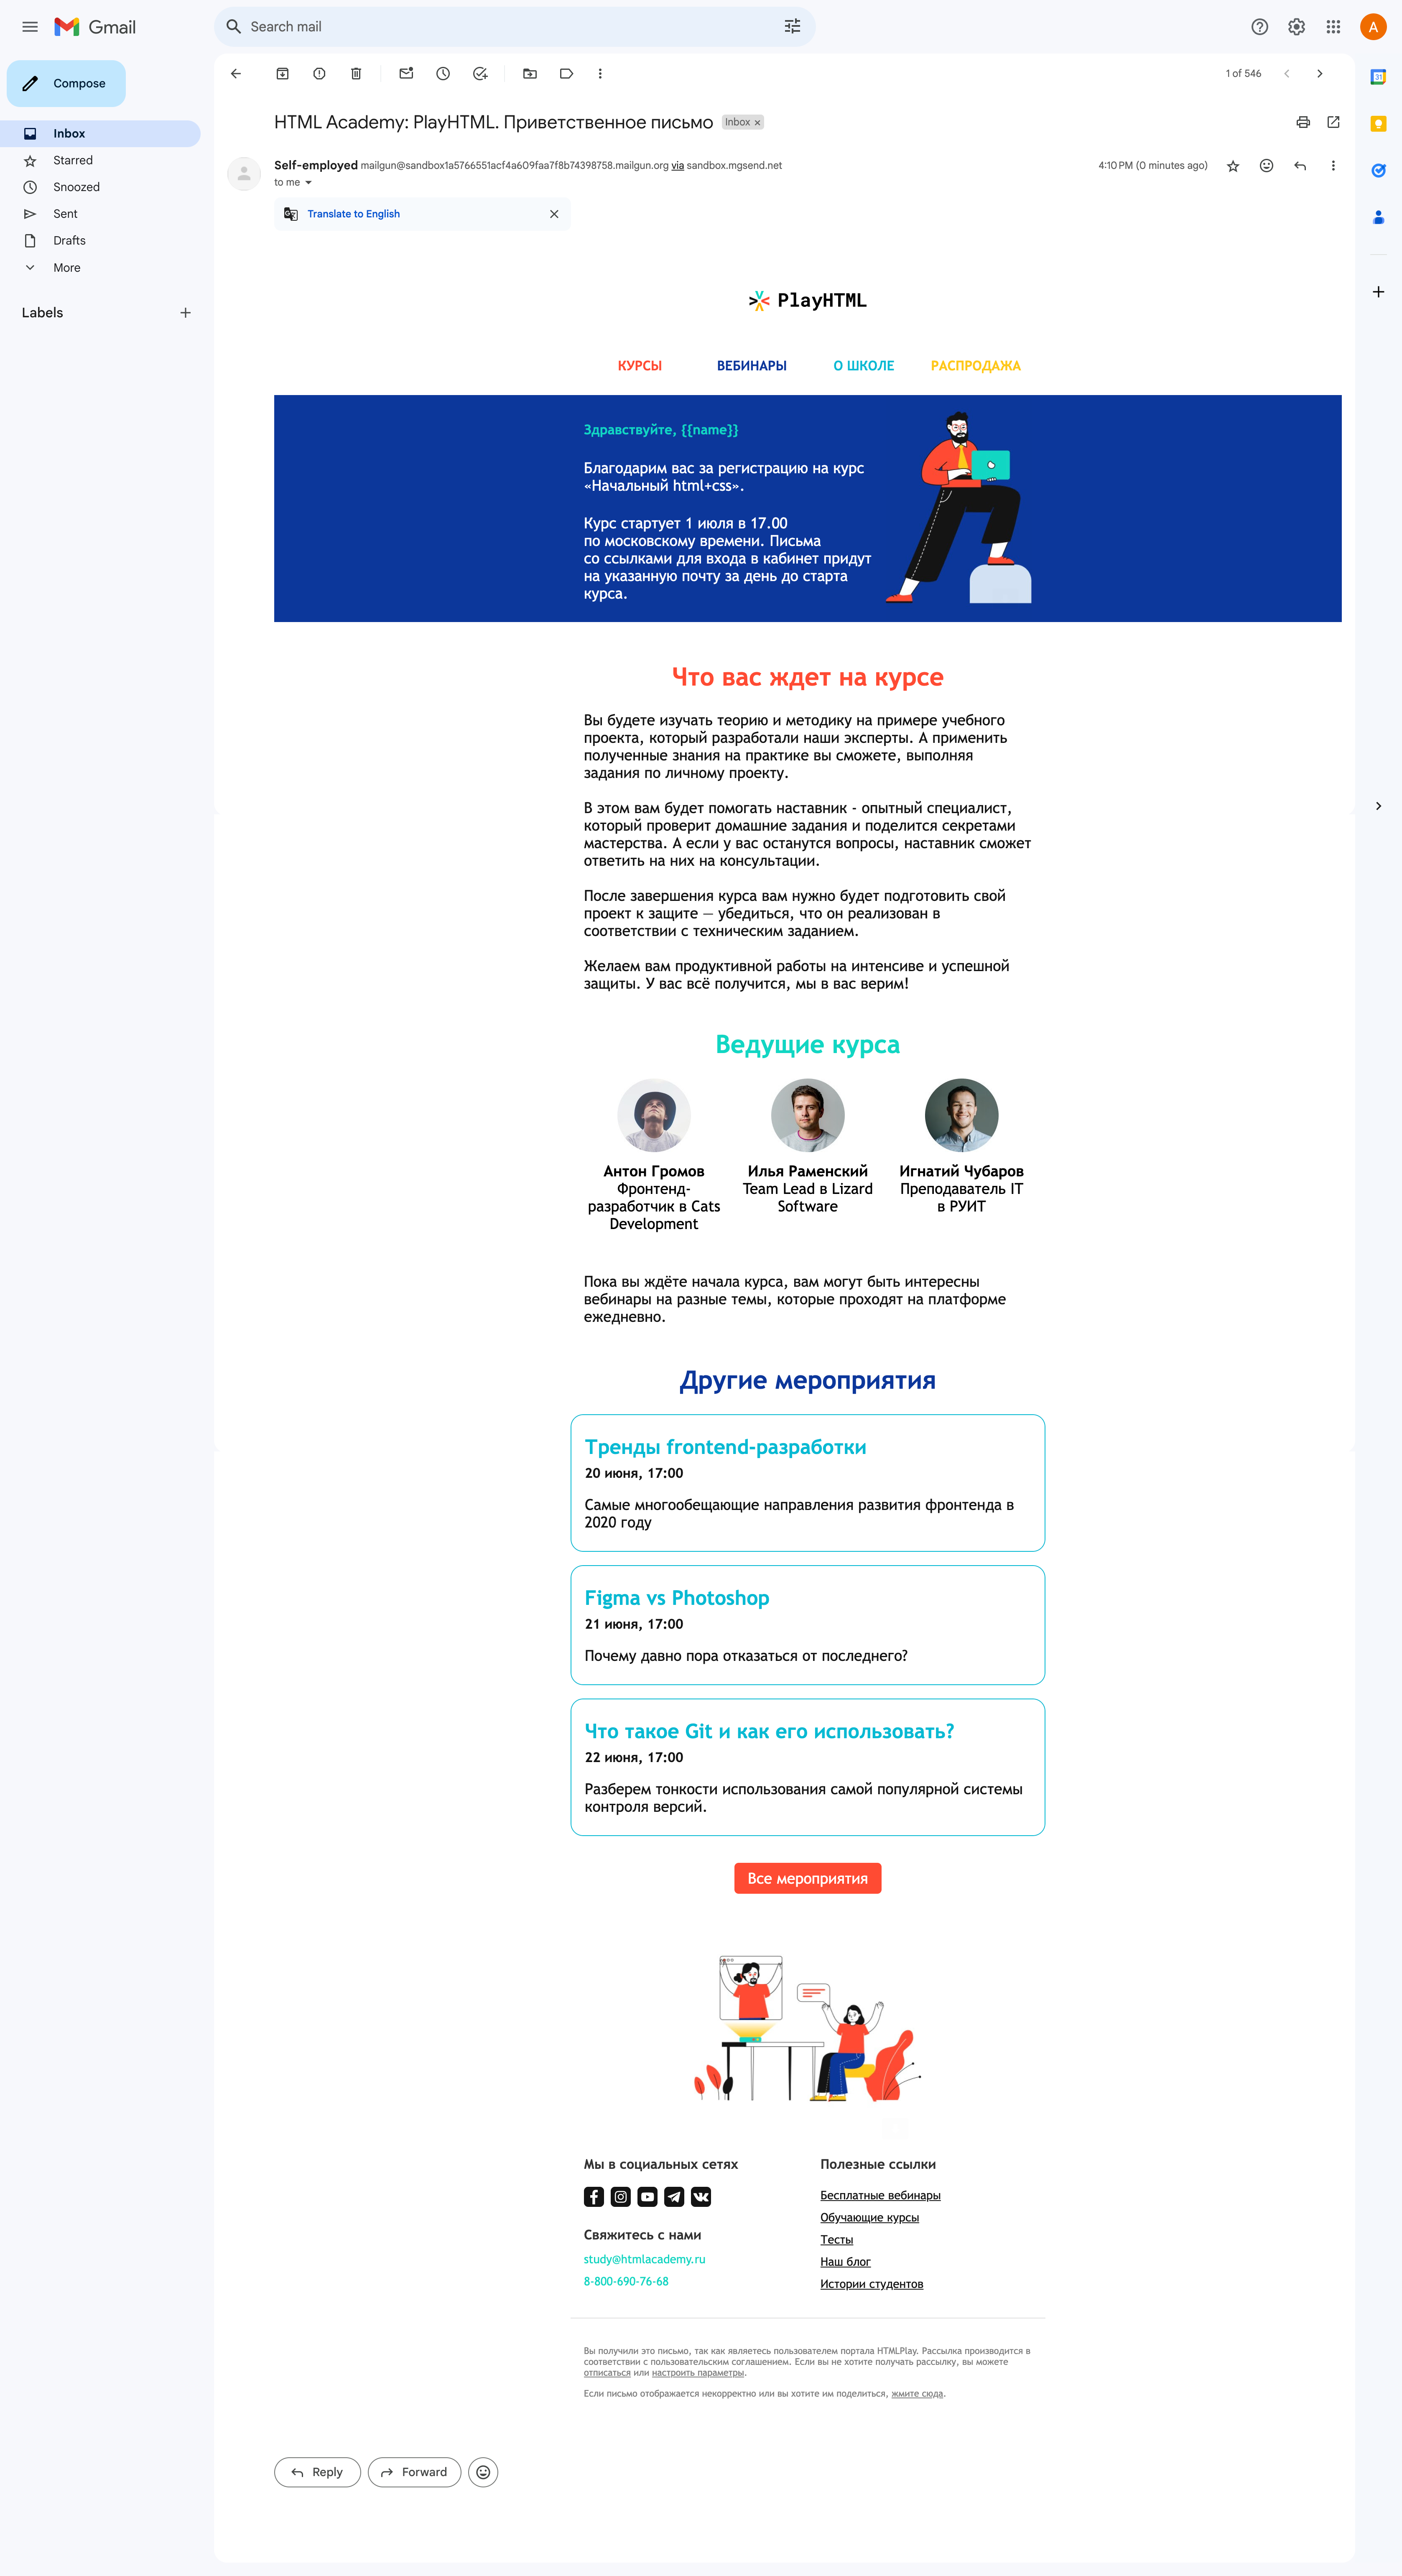 Gmail
Search mail
A
Compose
1 of 546
Inbox
Starred
Snoozed
Sent
Drafts
More
Labels
HTML Academy: PlayHTML. Приветственное письмо
Inbox ×
Self-employed mailgun@sandbox1a5766551acf4a609faa7f8b74398758.mailgun.org via sandbox.mgsend.net
4:10 PM (0 minutes ago)
to me
Translate to English
31
PlayHTML
КУРСЫ ВЕБИНАРЫ О ШКОЛЕ РАСПРОДАЖА
Здравствуйте, {{name}}
Благодарим вас за регистрацию на курс
«Начальный html+css».
Курс стартует 1 июля в 17.00
по московскому времени. Письма
со ссылками для входа в кабинет придут
на указанную почту за день до старта
курса.
Что вас ждет на курсе
Вы будете изучать теорию и методику на примере учебного
проекта, который разработали наши эксперты. А применить
полученные знания на практике вы сможете, выполняя
задания по личному проекту.
В этом вам будет помогать наставник - опытный специалист,
который проверит домашние задания и поделится секретами
мастерства. А если у вас останутся вопросы, наставник сможет
ответить на них на консультации.
После завершения курса вам нужно будет подготовить свой
проект к защите — убедиться, что он реализован в
соответствии с техническим заданием.
Желаем вам продуктивной работы на интенсиве и успешной
защиты. У вас всё получится, мы в вас верим!
Ведущие курса
Антон Громов
Фронтенд-
разработчик в Cats
Development
Илья Раменский
Team Lead в Lizard
Software
Игнатий Чубаров
Преподаватель IT
в РУИТ
Пока вы ждёте начала курса, вам могут быть интересны
вебинары на разные темы, которые проходят на платформе
ежедневно.
Другие мероприятия
Тренды frontend-разработки
20 июня, 17:00
Самые многообещающие направления развития фронтенда в
2020 году
Figma vs Photoshop
21 июня, 17:00
Почему давно пора отказаться от последнего?
Что такое Git и как его использовать?
22 июня, 17:00
Разберем тонкости использования самой популярной системы
контроля версий.
Все мероприятия
Мы в социальных сетях
Свяжитесь с нами
study@htmlacademy.ru
8-800-690-76-68
Полезные ссылки
Бесплатные вебинары
Обучающие курсы
Тесты
Наш блог
Истории студентов
Вы получили это письмо, так как являетесь пользователем портала HTMLPlay. Рассылка производится в
соответствии с пользовательским соглашением. Если вы не хотите получать рассылку, вы можете
отписаться или настроить параметры.
Если письмо отображается некорректно или вы хотите им поделиться, жмите сюда.
Reply
Forward